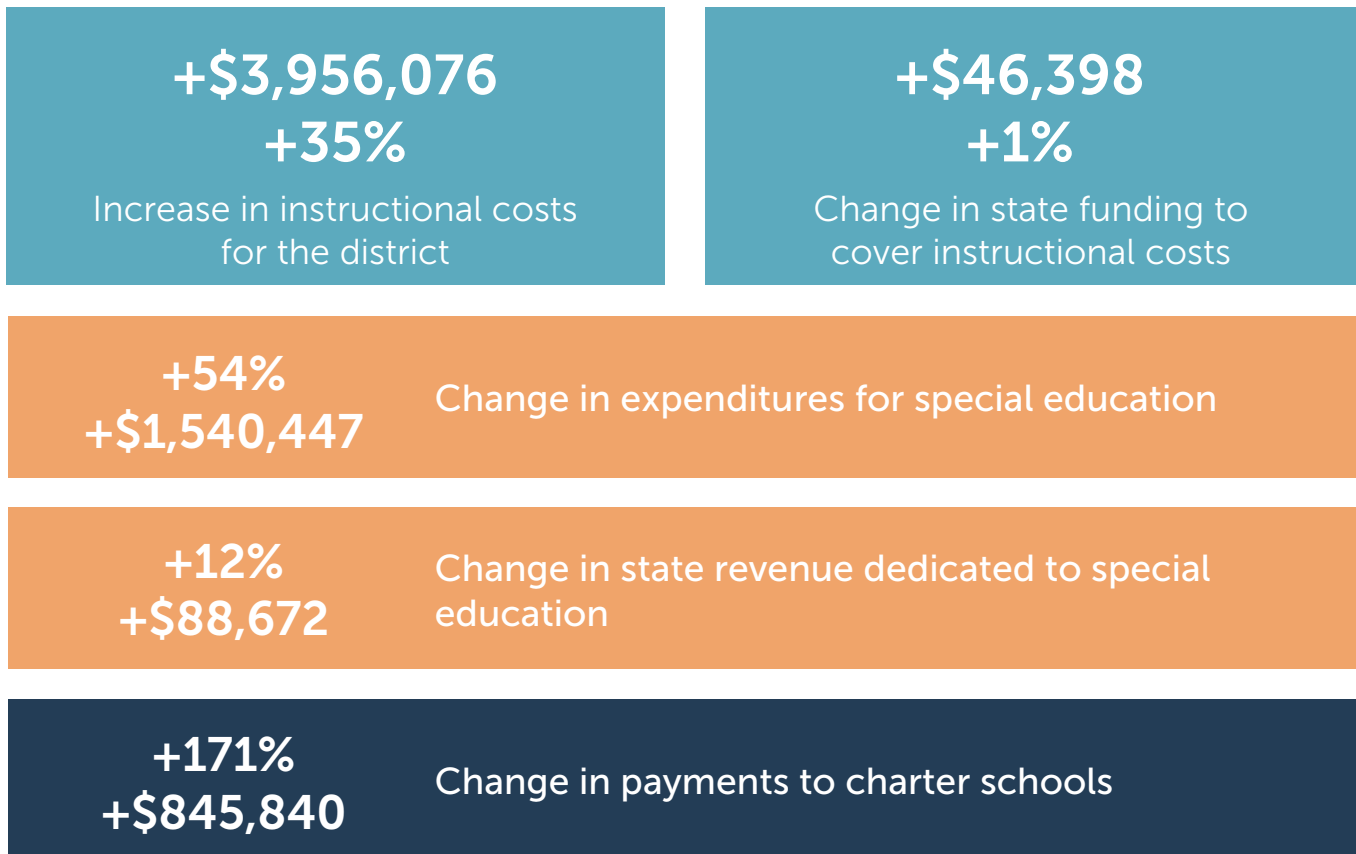 +$3,956,076
+35%
Increase in instructional costs
for the district
+$46,398
+1%
Change in state funding to
cover instructional costs
+54%
+$1,540,447
Change in expenditures for special education
+12%
+$88,672
Change in state revenue dedicated to special
education
+171%
+$845,840
Change in payments to charter schools